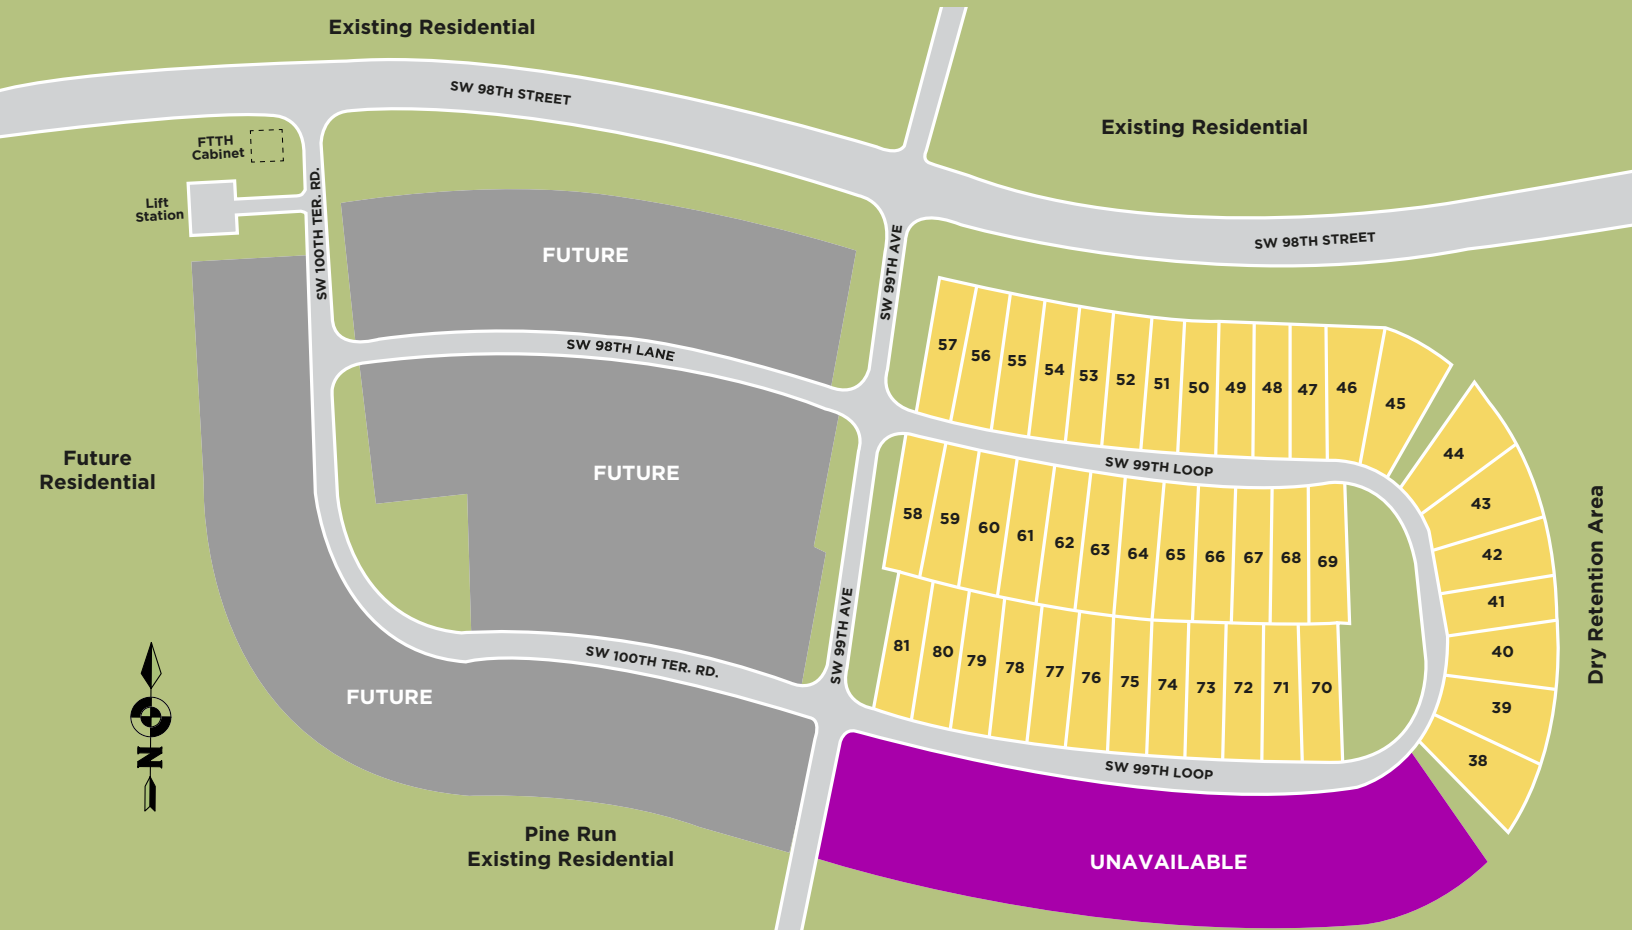 Existing Residential
SW 98TH STREET
Existing Residential
FTTH
Cabinet
Lift
Station
SW 100TH TER. RD.
FUTURE
SW 99TH AVE
SW 98TH STREET
SW 98TH LANE
57
56
55
54
53
52
51
50
49
48
47
46
45
44
43
42
41
40
39
38
SW 99TH LOOP
Future
Residential
FUTURE
58
59
60
61
62
63
64
65
66
67
68
69
Dry Retention Area
SW 99TH AVE
81
80
79
78
77
76
75
74
73
72
71
70
SW 100TH TER. RD.
FUTURE
N
SW 99TH LOOP
Pine Run
Existing Residential
UNAVAILABLE